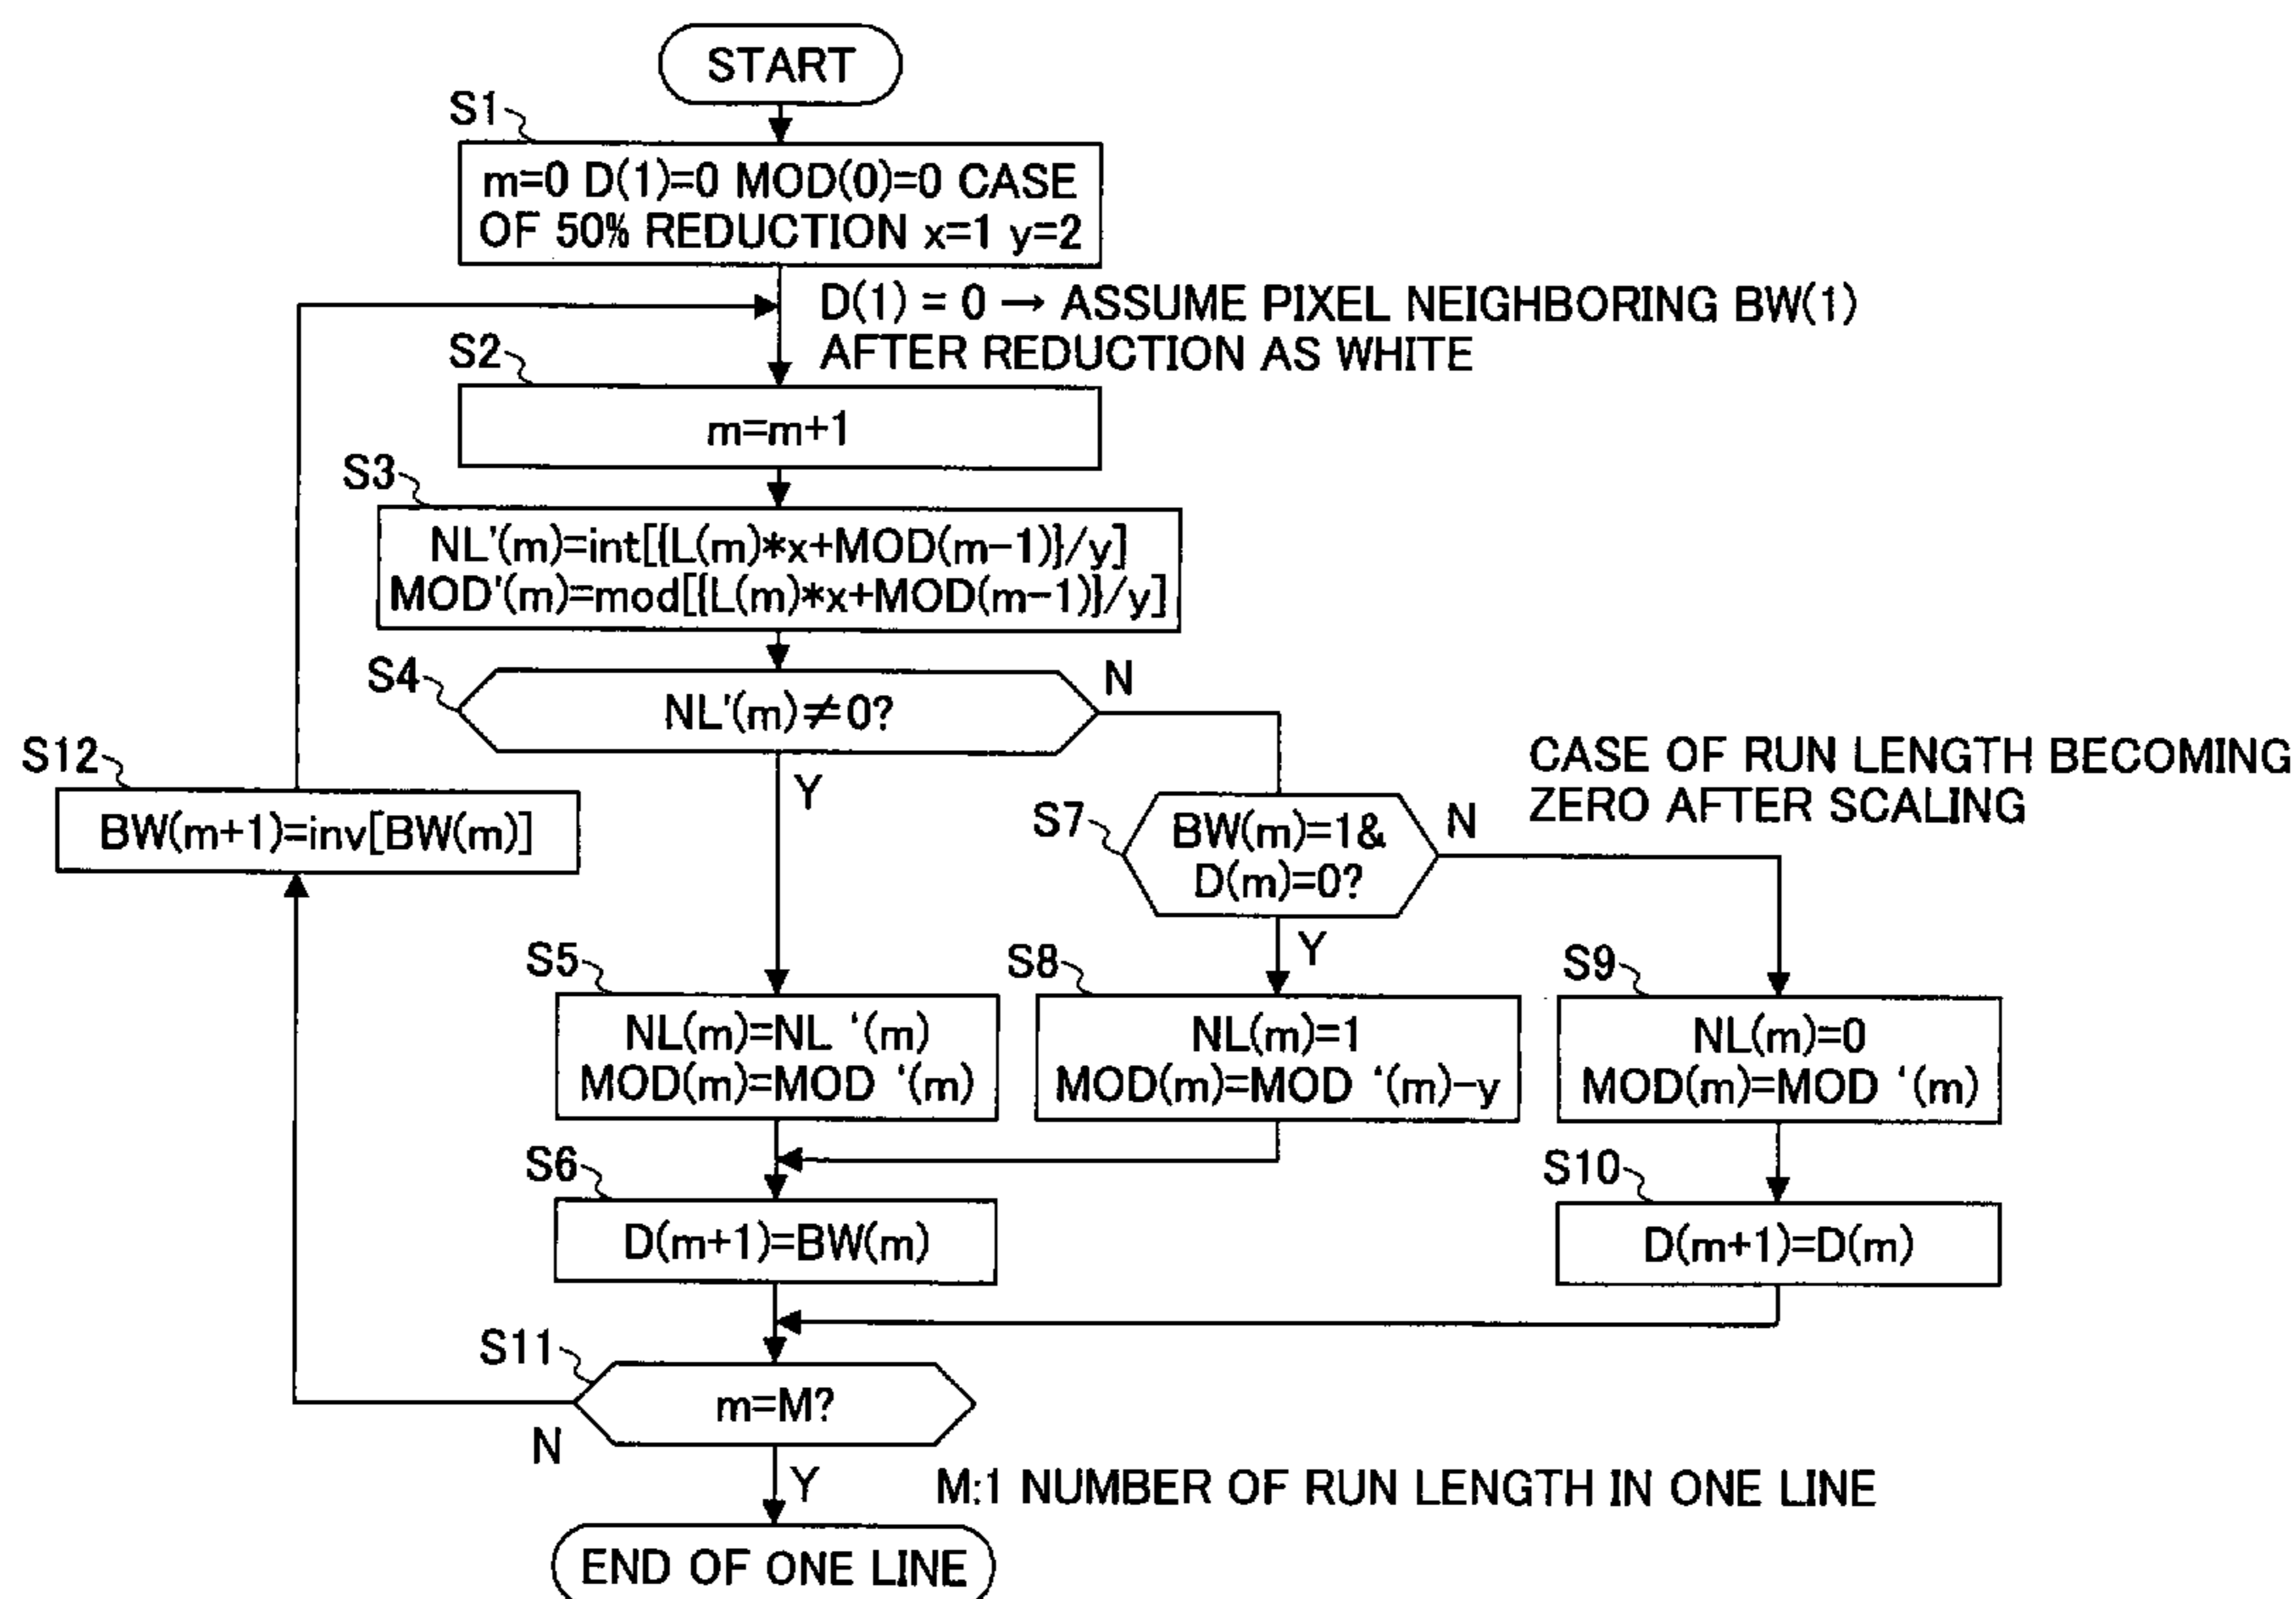 START
S1
m=0 D(1)=0 MOD(0)=0 CASE
OF 50% REDUCTION x=1 y=2
D(1) = 0 → ASSUME PIXEL NEIGHBORING BW(1)
AFTER REDUCTION AS WHITE
S2
m=m+1
S3
NL'(m)=int[{L(m)*x+MOD(m-1)}/y]
MOD'(m)=mod[{L(m)*x+MOD(m-1)}/y]
S4
NL'(m)≠0?
N
Y
S12
BW(m+1)=inv[BW(m)]
CASE OF RUN LENGTH BECOMING
ZERO AFTER SCALING
S7
BW(m)=1&
D(m)=0?
N
Y
S5
NL(m)=NL ‘(m)
MOD(m)=MOD ‘(m)
S8
NL(m)=1
MOD(m)=MOD ‘(m)-y
S9
NL(m)=0
MOD(m)=MOD ‘(m)
S6
D(m+1)=BW(m)
S10
D(m+1)=D(m)
S11
m=M?
N
Y
M:1 NUMBER OF RUN LENGTH IN ONE LINE
END OF ONE LINE